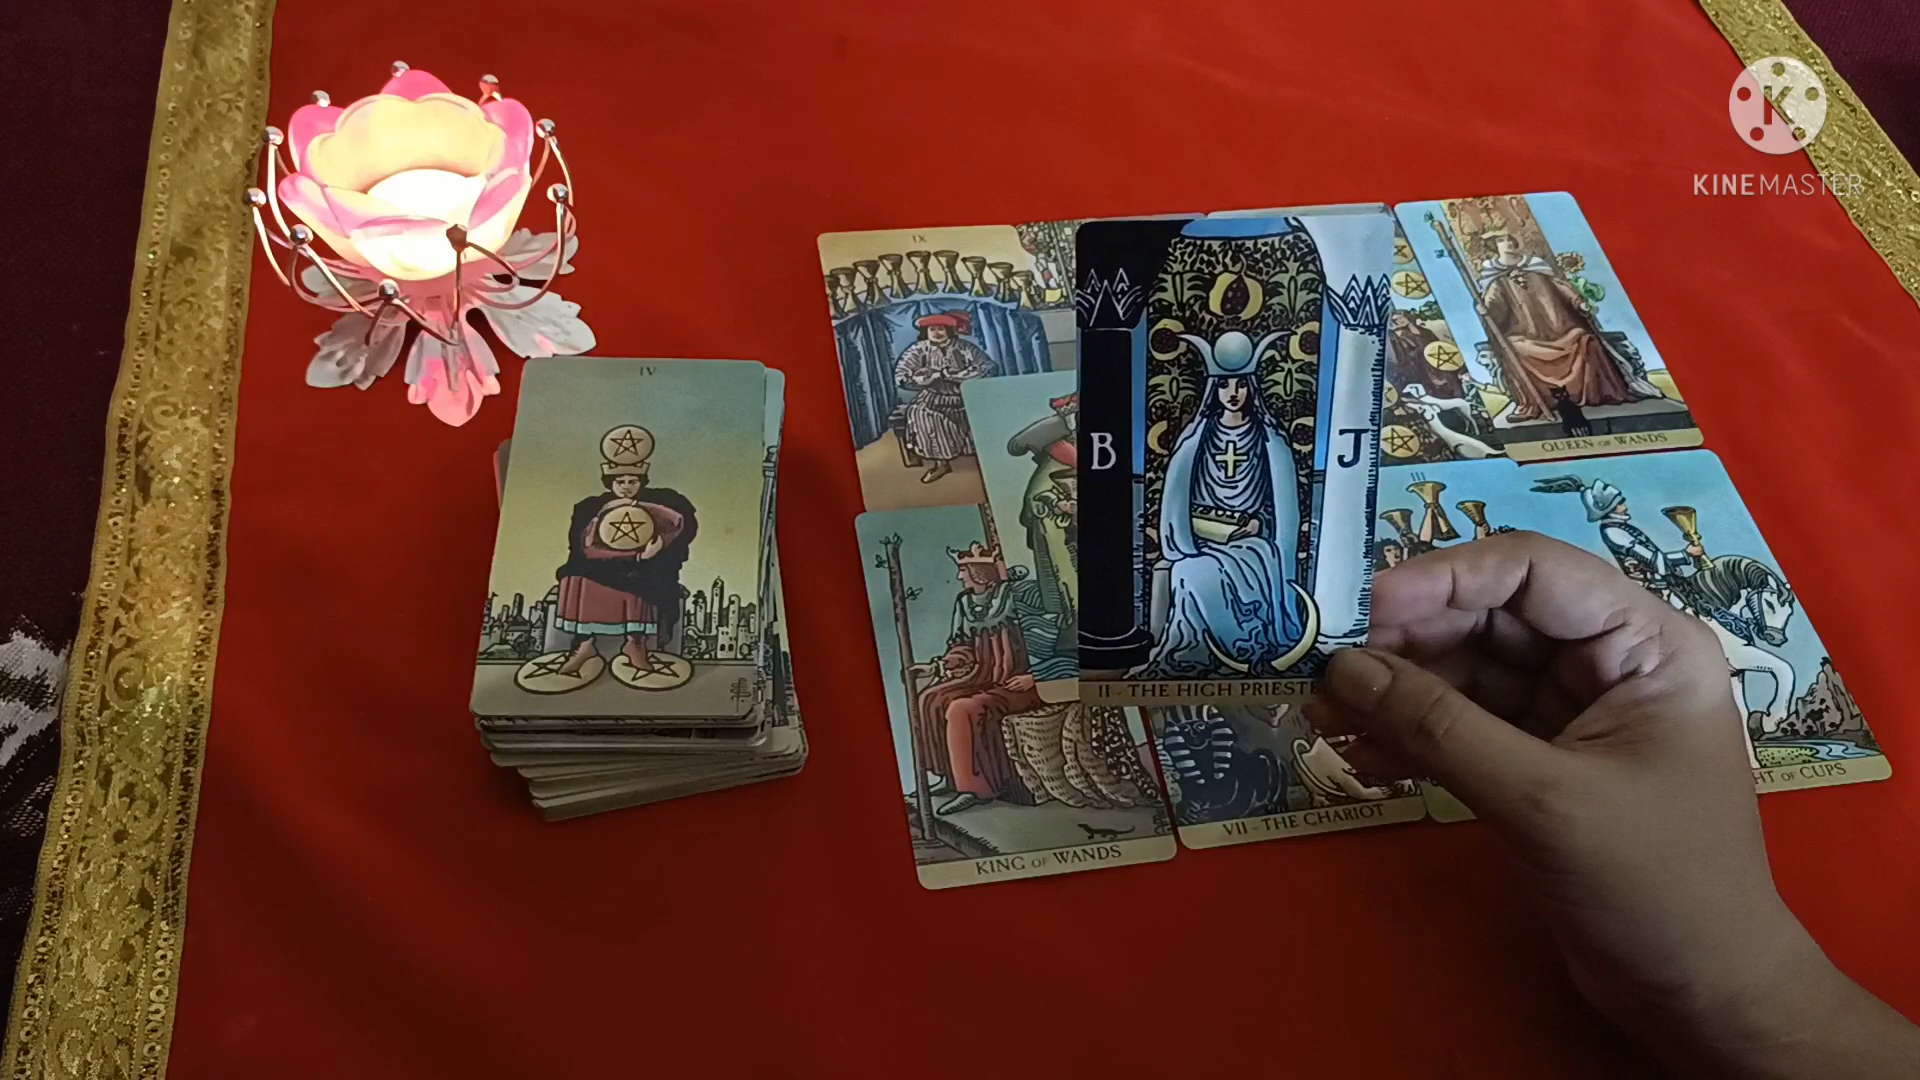 K
KINEMASTER
IX
IV
B
J
II - THE HIGH PRIESTE
QUEEN OF WANDS
III
HT OF CUPS
VII - THE CHARIOT
KING OF WANDS